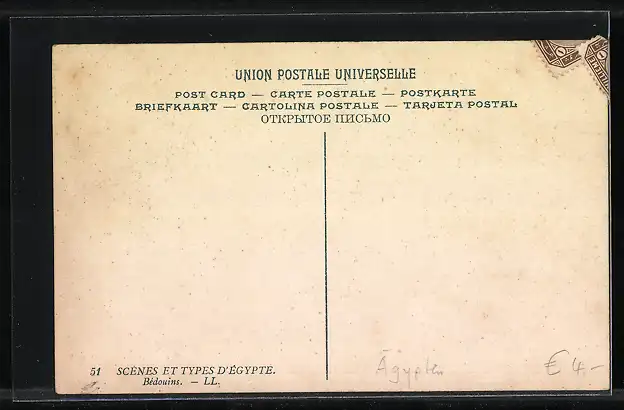 UNION POSTALE UNIVERSELLE
POST CARD — CARTE POSTALE — POSTKARTE
BRIEFKAART — CARTOLINA POSTALE — TARJETA POSTAL
ОТКРЫТОЕ ПИСЬМО
51 SCÈNES ET TYPES D'ÉGYPTE.
Bédouins. — LL.
Ägypten € 4.-